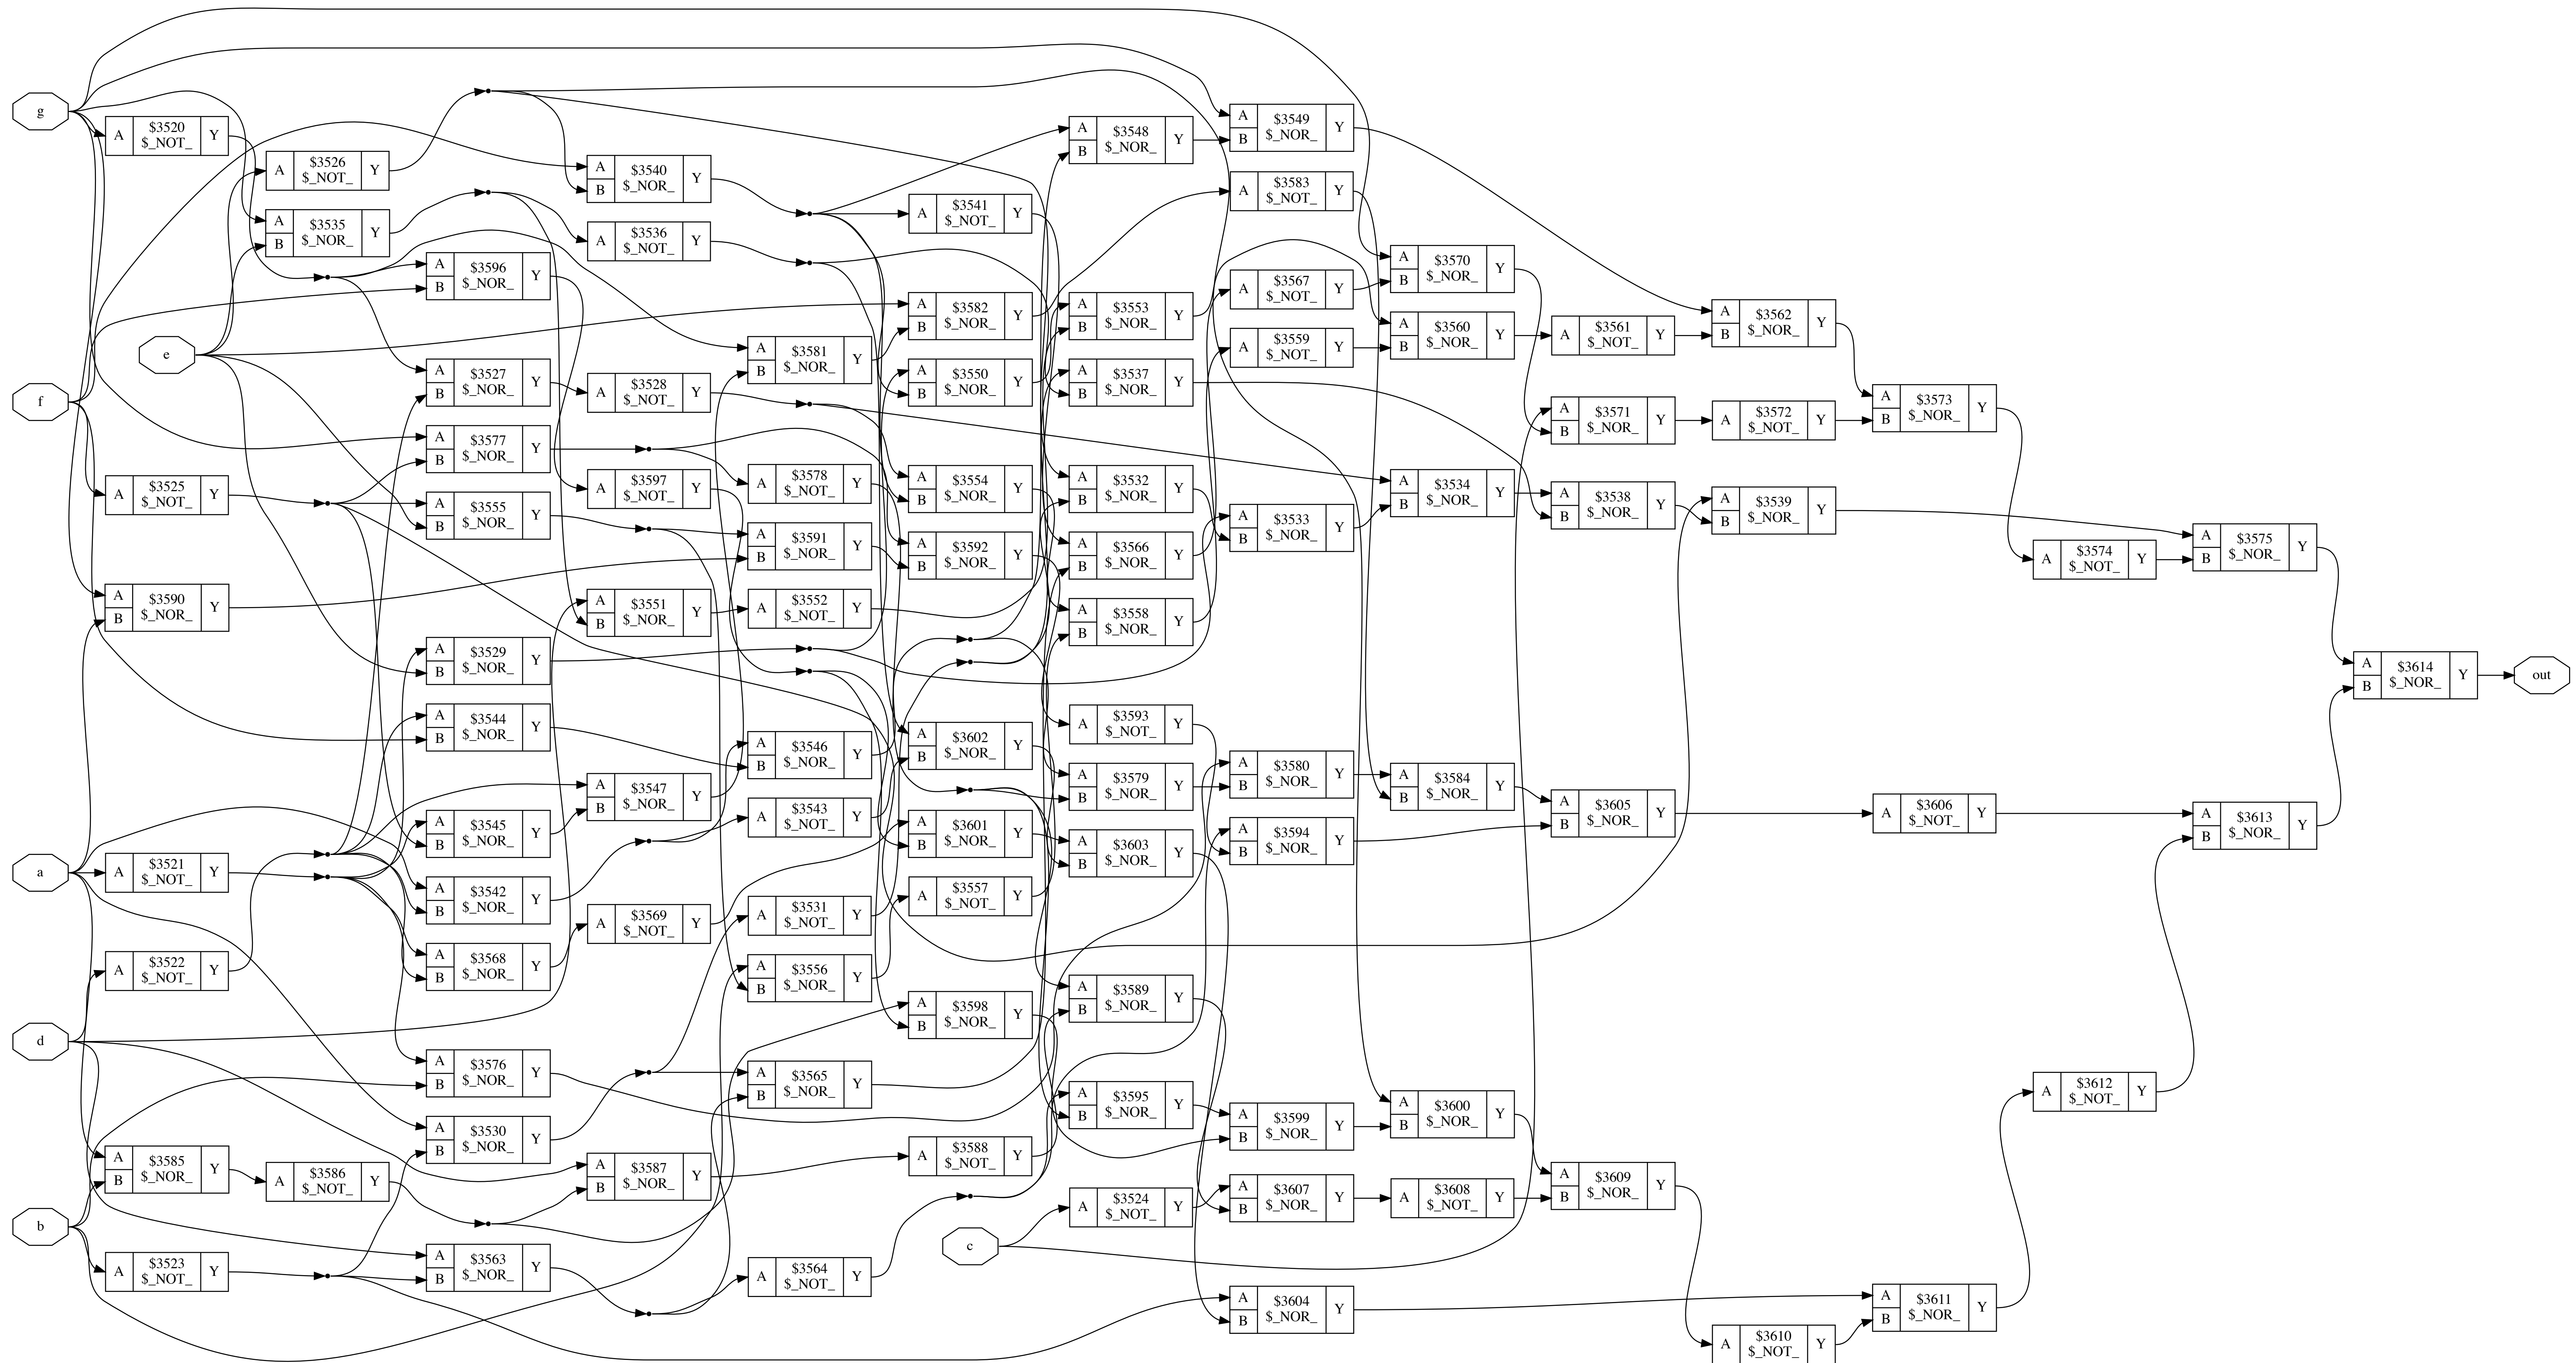 g
f
e
a
d
b
c
A $3520 $_NOT_ Y
A $3525 $_NOT_ Y
A B $3590 $_NOR_ Y
A $3521 $_NOT_ Y
A $3522 $_NOT_ Y
A B $3585 $_NOR_ Y
A $3523 $_NOT_ Y
A $3526 $_NOT_ Y
A B $3535 $_NOR_ Y
A $3586 $_NOT_ Y
A B $3596 $_NOR_ Y
A B $3527 $_NOR_ Y
A B $3577 $_NOR_ Y
A B $3555 $_NOR_ Y
A B $3529 $_NOR_ Y
A B $3544 $_NOR_ Y
A B $3545 $_NOR_ Y
A B $3542 $_NOR_ Y
A B $3568 $_NOR_ Y
A B $3576 $_NOR_ Y
A B $3530 $_NOR_ Y
A B $3563 $_NOR_ Y
A B $3540 $_NOR_ Y
A $3536 $_NOT_ Y
A $3528 $_NOT_ Y
A $3597 $_NOT_ Y
A B $3551 $_NOR_ Y
A B $3547 $_NOR_ Y
A $3569 $_NOT_ Y
A B $3587 $_NOR_ Y
A B $3581 $_NOR_ Y
A $3578 $_NOT_ Y
A B $3591 $_NOR_ Y
A $3552 $_NOT_ Y
A B $3546 $_NOR_ Y
A $3543 $_NOT_ Y
A $3531 $_NOT_ Y
A B $3556 $_NOR_ Y
A B $3565 $_NOR_ Y
A $3564 $_NOT_ Y
A $3541 $_NOT_ Y
A B $3582 $_NOR_ Y
A B $3550 $_NOR_ Y
A B $3554 $_NOR_ Y
A B $3592 $_NOR_ Y
A B $3602 $_NOR_ Y
A B $3601 $_NOR_ Y
A $3557 $_NOT_ Y
A B $3598 $_NOR_ Y
A $3588 $_NOT_ Y
A B $3548 $_NOR_ Y
A B $3553 $_NOR_ Y
A B $3537 $_NOR_ Y
A B $3532 $_NOR_ Y
A B $3566 $_NOR_ Y
A B $3558 $_NOR_ Y
A $3593 $_NOT_ Y
A B $3579 $_NOR_ Y
A B $3603 $_NOR_ Y
A B $3589 $_NOR_ Y
A B $3595 $_NOR_ Y
A $3524 $_NOT_ Y
A B $3549 $_NOR_ Y
A $3583 $_NOT_ Y
A $3567 $_NOT_ Y
A $3559 $_NOT_ Y
A B $3533 $_NOR_ Y
A B $3580 $_NOR_ Y
A B $3594 $_NOR_ Y
A B $3599 $_NOR_ Y
A B $3607 $_NOR_ Y
A B $3604 $_NOR_ Y
A B $3570 $_NOR_ Y
A B $3560 $_NOR_ Y
A B $3534 $_NOR_ Y
A B $3584 $_NOR_ Y
A B $3600 $_NOR_ Y
A $3608 $_NOT_ Y
A $3561 $_NOT_ Y
A B $3571 $_NOR_ Y
A B $3538 $_NOR_ Y
A B $3605 $_NOR_ Y
A B $3609 $_NOR_ Y
A B $3562 $_NOR_ Y
A $3572 $_NOT_ Y
A B $3539 $_NOR_ Y
A $3610 $_NOT_ Y
A B $3573 $_NOR_ Y
A $3606 $_NOT_ Y
A B $3611 $_NOR_ Y
A $3574 $_NOT_ Y
A $3612 $_NOT_ Y
A B $3575 $_NOR_ Y
A B $3613 $_NOR_ Y
A B $3614 $_NOR_ Y
out